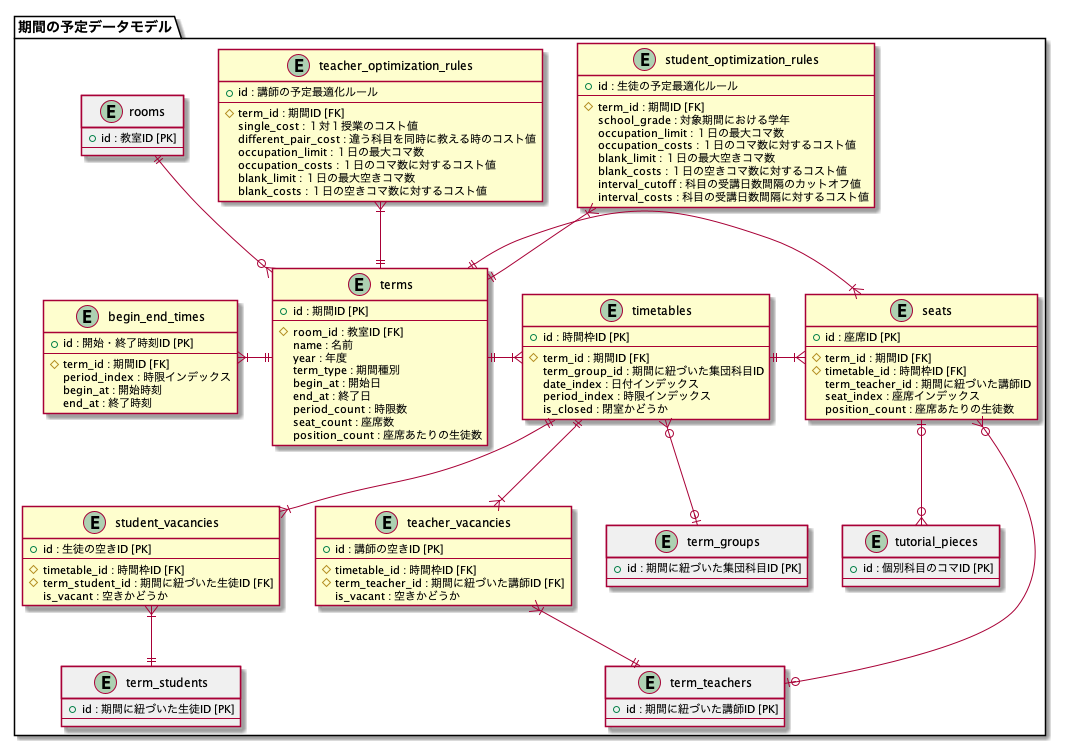 期間の予定データモデル
E teacher_optimization_rules
id : 講師の予定最適化ルール
term_id : 期間ID [FK]
single_cost : １対１授業のコスト値
different_pair_cost : 違う科目を同時に教える時のコスト値
occupation_limit : １日の最大コマ数
occupation_costs : １日のコマ数に対するコスト値
blank_limit : １日の最大空きコマ数
blank_costs : １日の空きコマ数に対するコスト値
E student_optimization_rules
id : 生徒の予定最適化ルール
term_id : 期間ID [FK]
school_grade : 対象期間における学年
occupation_limit : １日の最大コマ数
occupation_costs : １日のコマ数に対するコスト値
blank_limit : １日の最大空きコマ数
blank_costs : １日の空きコマ数に対するコスト値
interval_cutoff : 科目の受講日数間隔のカットオフ値
interval_costs : 科目の受講日数間隔に対するコスト値
E rooms
id : 教室ID [PK]
E begin_end_times
id : 開始・終了時刻ID [PK]
term_id : 期間ID [FK]
period_index : 時限インデックス
begin_at : 開始時刻
end_at : 終了時刻
E terms
id : 期間ID [PK]
room_id : 教室ID [FK]
name : 名前
year : 年度
term_type : 期間種別
begin_at : 開始日
end_at : 終了日
period_count : 時限数
seat_count : 座席数
position_count : 座席あたりの生徒数
E timetables
id : 時間枠ID [PK]
term_id : 期間ID [FK]
term_group_id : 期間に紐づいた集団科目ID
date_index : 日付インデックス
period_index : 時限インデックス
is_closed : 閉室かどうか
E seats
id : 座席ID [PK]
term_id : 期間ID [FK]
timetable_id : 時間枠ID [FK]
term_teacher_id : 期間に紐づいた講師ID
seat_index : 座席インデックス
position_count : 座席あたりの生徒数
E student_vacancies
id : 生徒の空きID [PK]
timetable_id : 時間枠ID [FK]
term_student_id : 期間に紐づいた生徒ID [FK]
is_vacant : 空きかどうか
E teacher_vacancies
id : 講師の空きID [PK]
timetable_id : 時間枠ID [FK]
term_teacher_id : 期間に紐づいた講師ID [FK]
is_vacant : 空きかどうか
E term_groups
id : 期間に紐づいた集団科目ID [PK]
E tutorial_pieces
id : 個別科目のコマID [PK]
E term_students
id : 期間に紐づいた生徒ID [PK]
E term_teachers
id : 期間に紐づいた講師ID [PK]